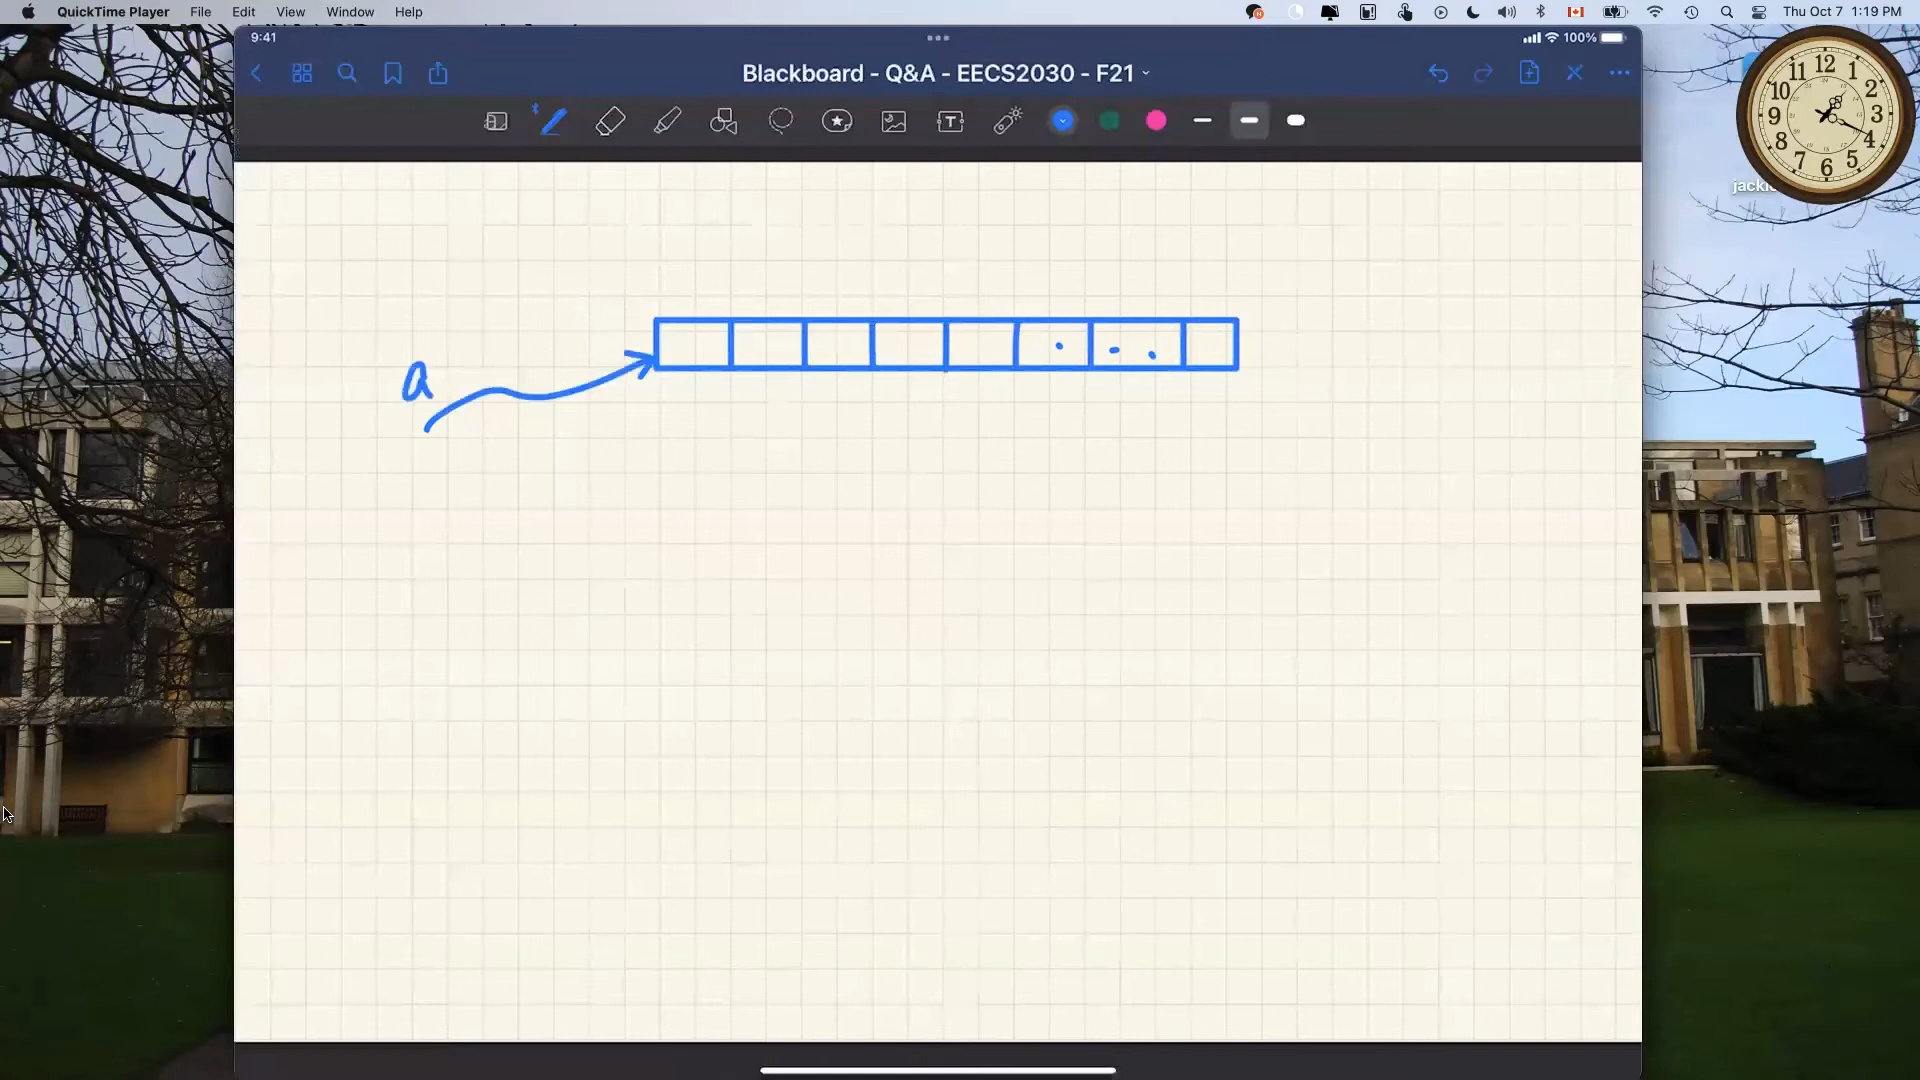 QuickTime Player File Edit View Window Help
Thu Oct 7 1:19 PM
9:41
100%
Blackboard - Q&A - EECS2030 - F21
T
12 1 2 3 4 5 6 7 8 9 10 11
a